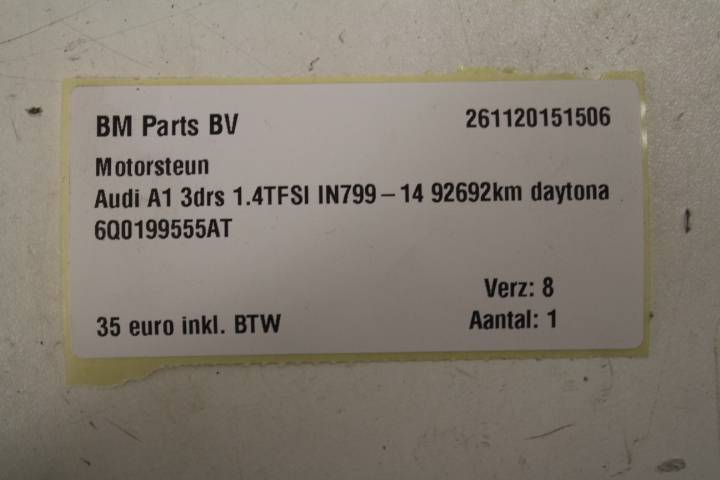 BM Parts BV 261120151506
Motorsteun
Audi A1 3drs 1.4TFSI IN799-14 92692km daytona
6Q0199555AT
Verz: 8
35 euro inkl. BTW Aantal: 1